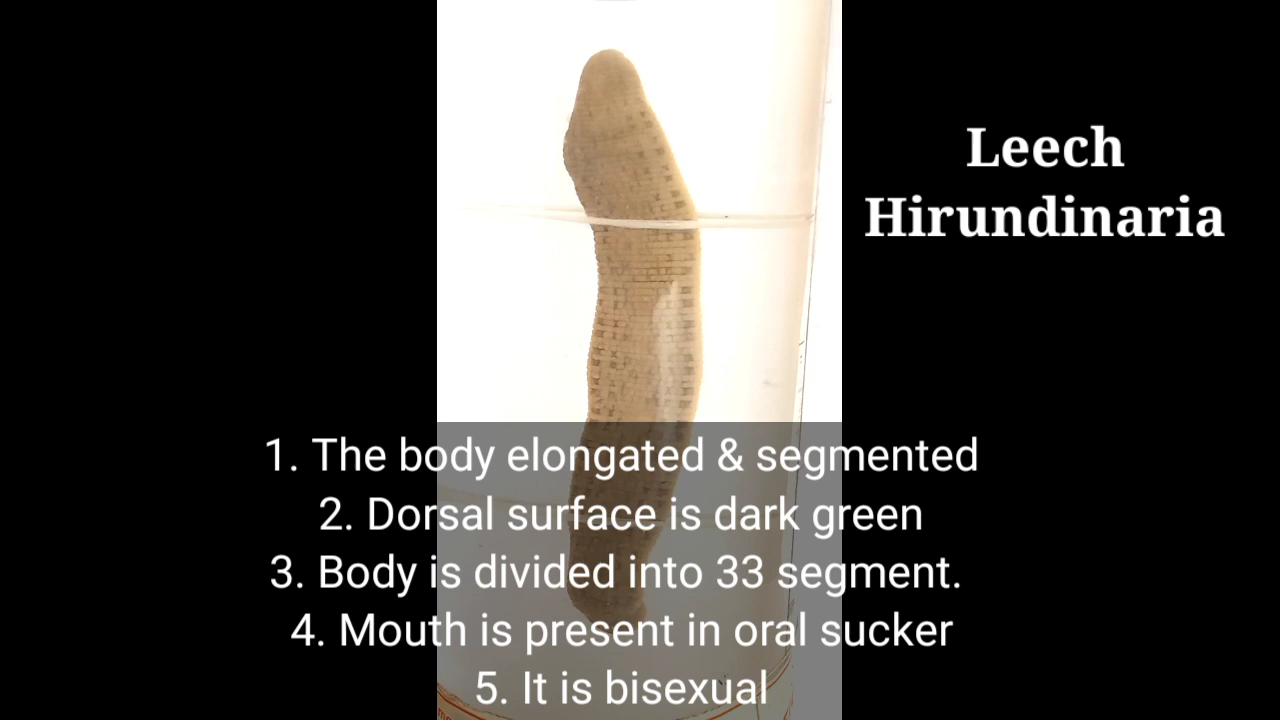 Leech
Hirundinaria
1. The body elongated & segmented
2. Dorsal surface is dark green
3. Body is divided into 33 segment.
4. Mouth is present in oral sucker
5. It is bisexual